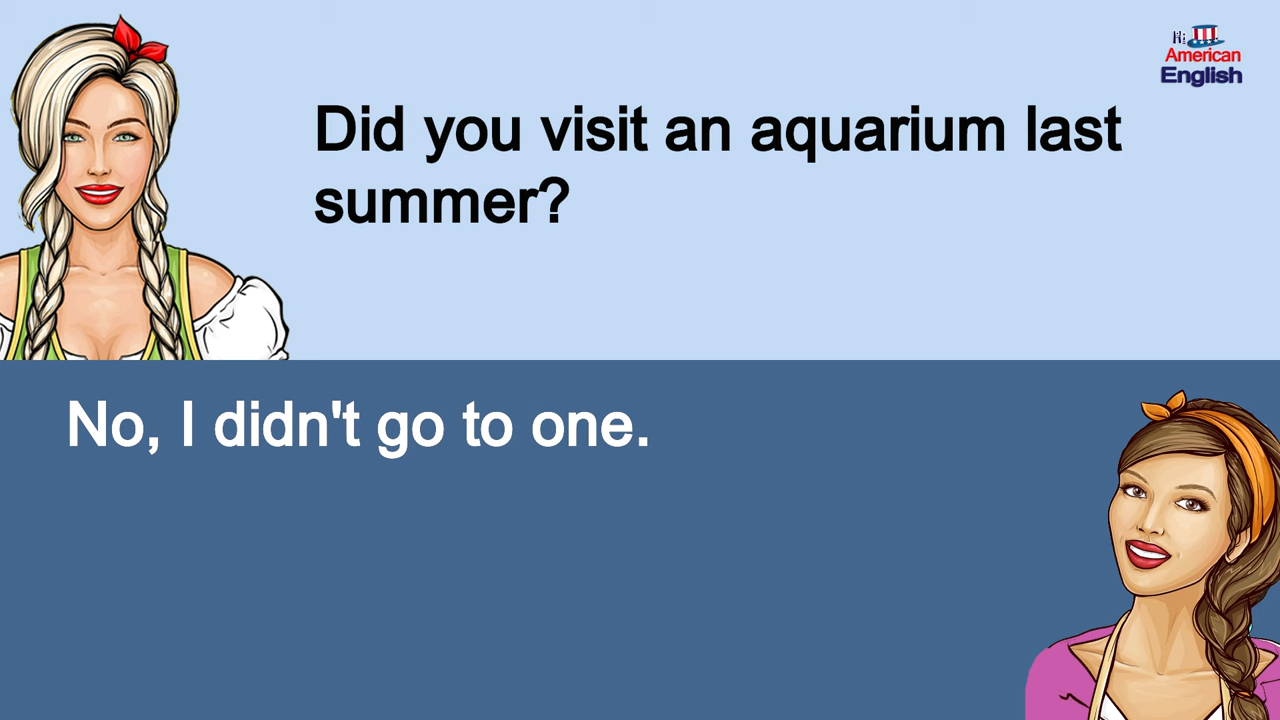 Hi
American
English
Did you visit an aquarium last
summer?
No, I didn't go to one.